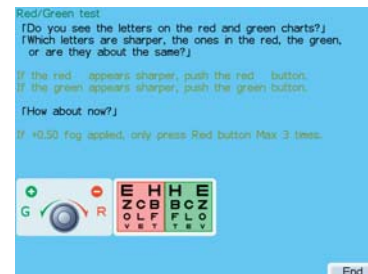 Red/Green test
「Do you see the letters on the red and green charts?」
「Which letters are sharper, the ones in the red, the green,
or are they about the same?」
If the red appears sharper, push the red button.
If the green appears sharper, push the green button.
「How about now?」
If +0.50 fog applied, only press Red button Max 3 times.
+ −
G R
E H H E
Z C B B C Z
O L F F L O
V E T T E V
End